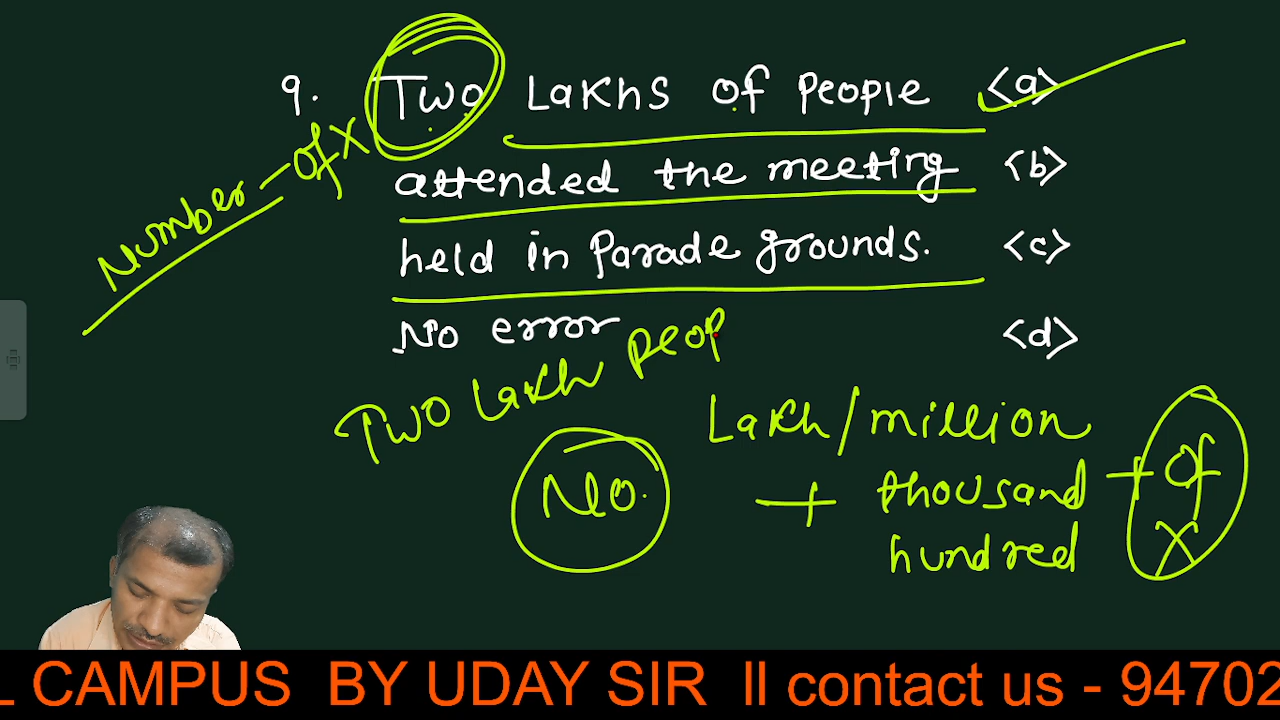 9. Two Lakhs of people <a>
attended the meeting <b>
held in Parade grounds. <c>
No error <d>
Number - of X
Two Lakh peop
No. + Lakh/million
thousand + of
hundred X
L CAMPUS BY UDAY SIR ll contact us - 94702